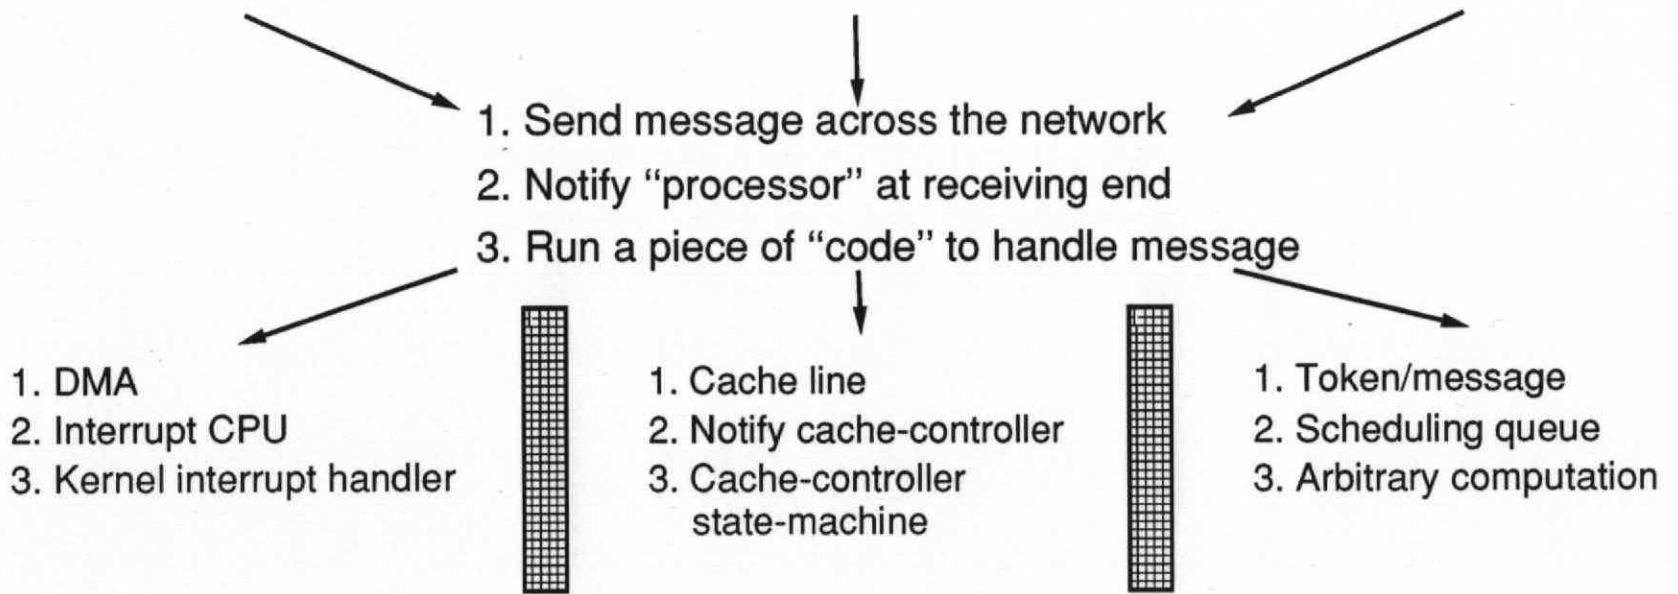 1. Send message across the network
2. Notify “processor” at receiving end
3. Run a piece of “code” to handle message
1. DMA
2. Interrupt CPU
3. Kernel interrupt handler
1. Cache line
2. Notify cache-controller
3. Cache-controller
state-machine
1. Token/message
2. Scheduling queue
3. Arbitrary computation